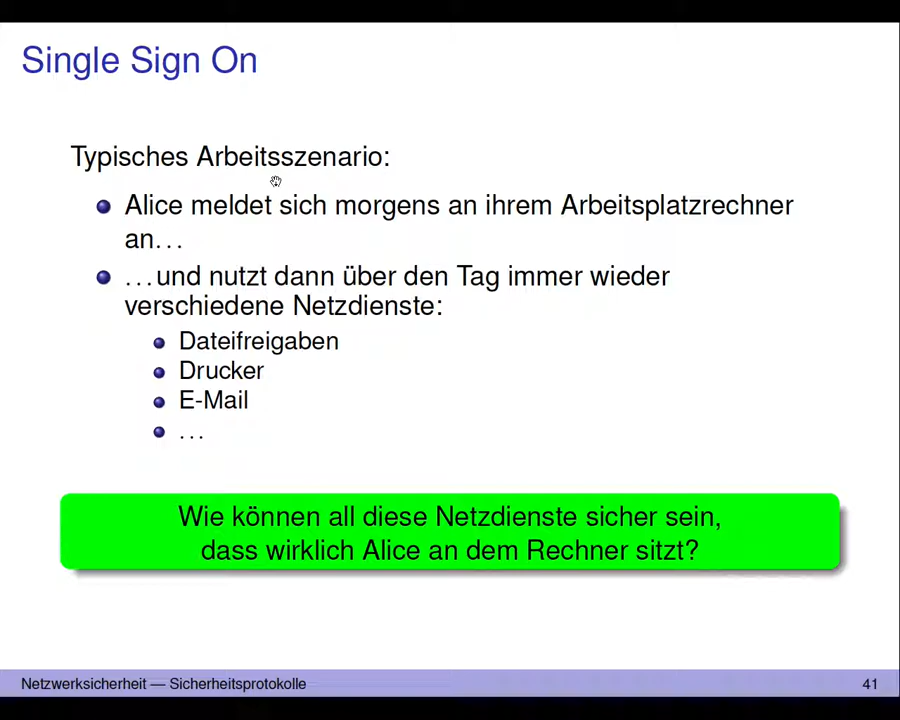 Single Sign On
Typisches Arbeitsszenario:
Alice meldet sich morgens an ihrem Arbeitsplatzrechner
an...
...und nutzt dann über den Tag immer wieder
verschiedene Netzdienste:
Dateifreigaben
Drucker
E-Mail
...
Wie können all diese Netzdienste sicher sein,
dass wirklich Alice an dem Rechner sitzt?
Netzwerksicherheit — Sicherheitsprotokolle 41